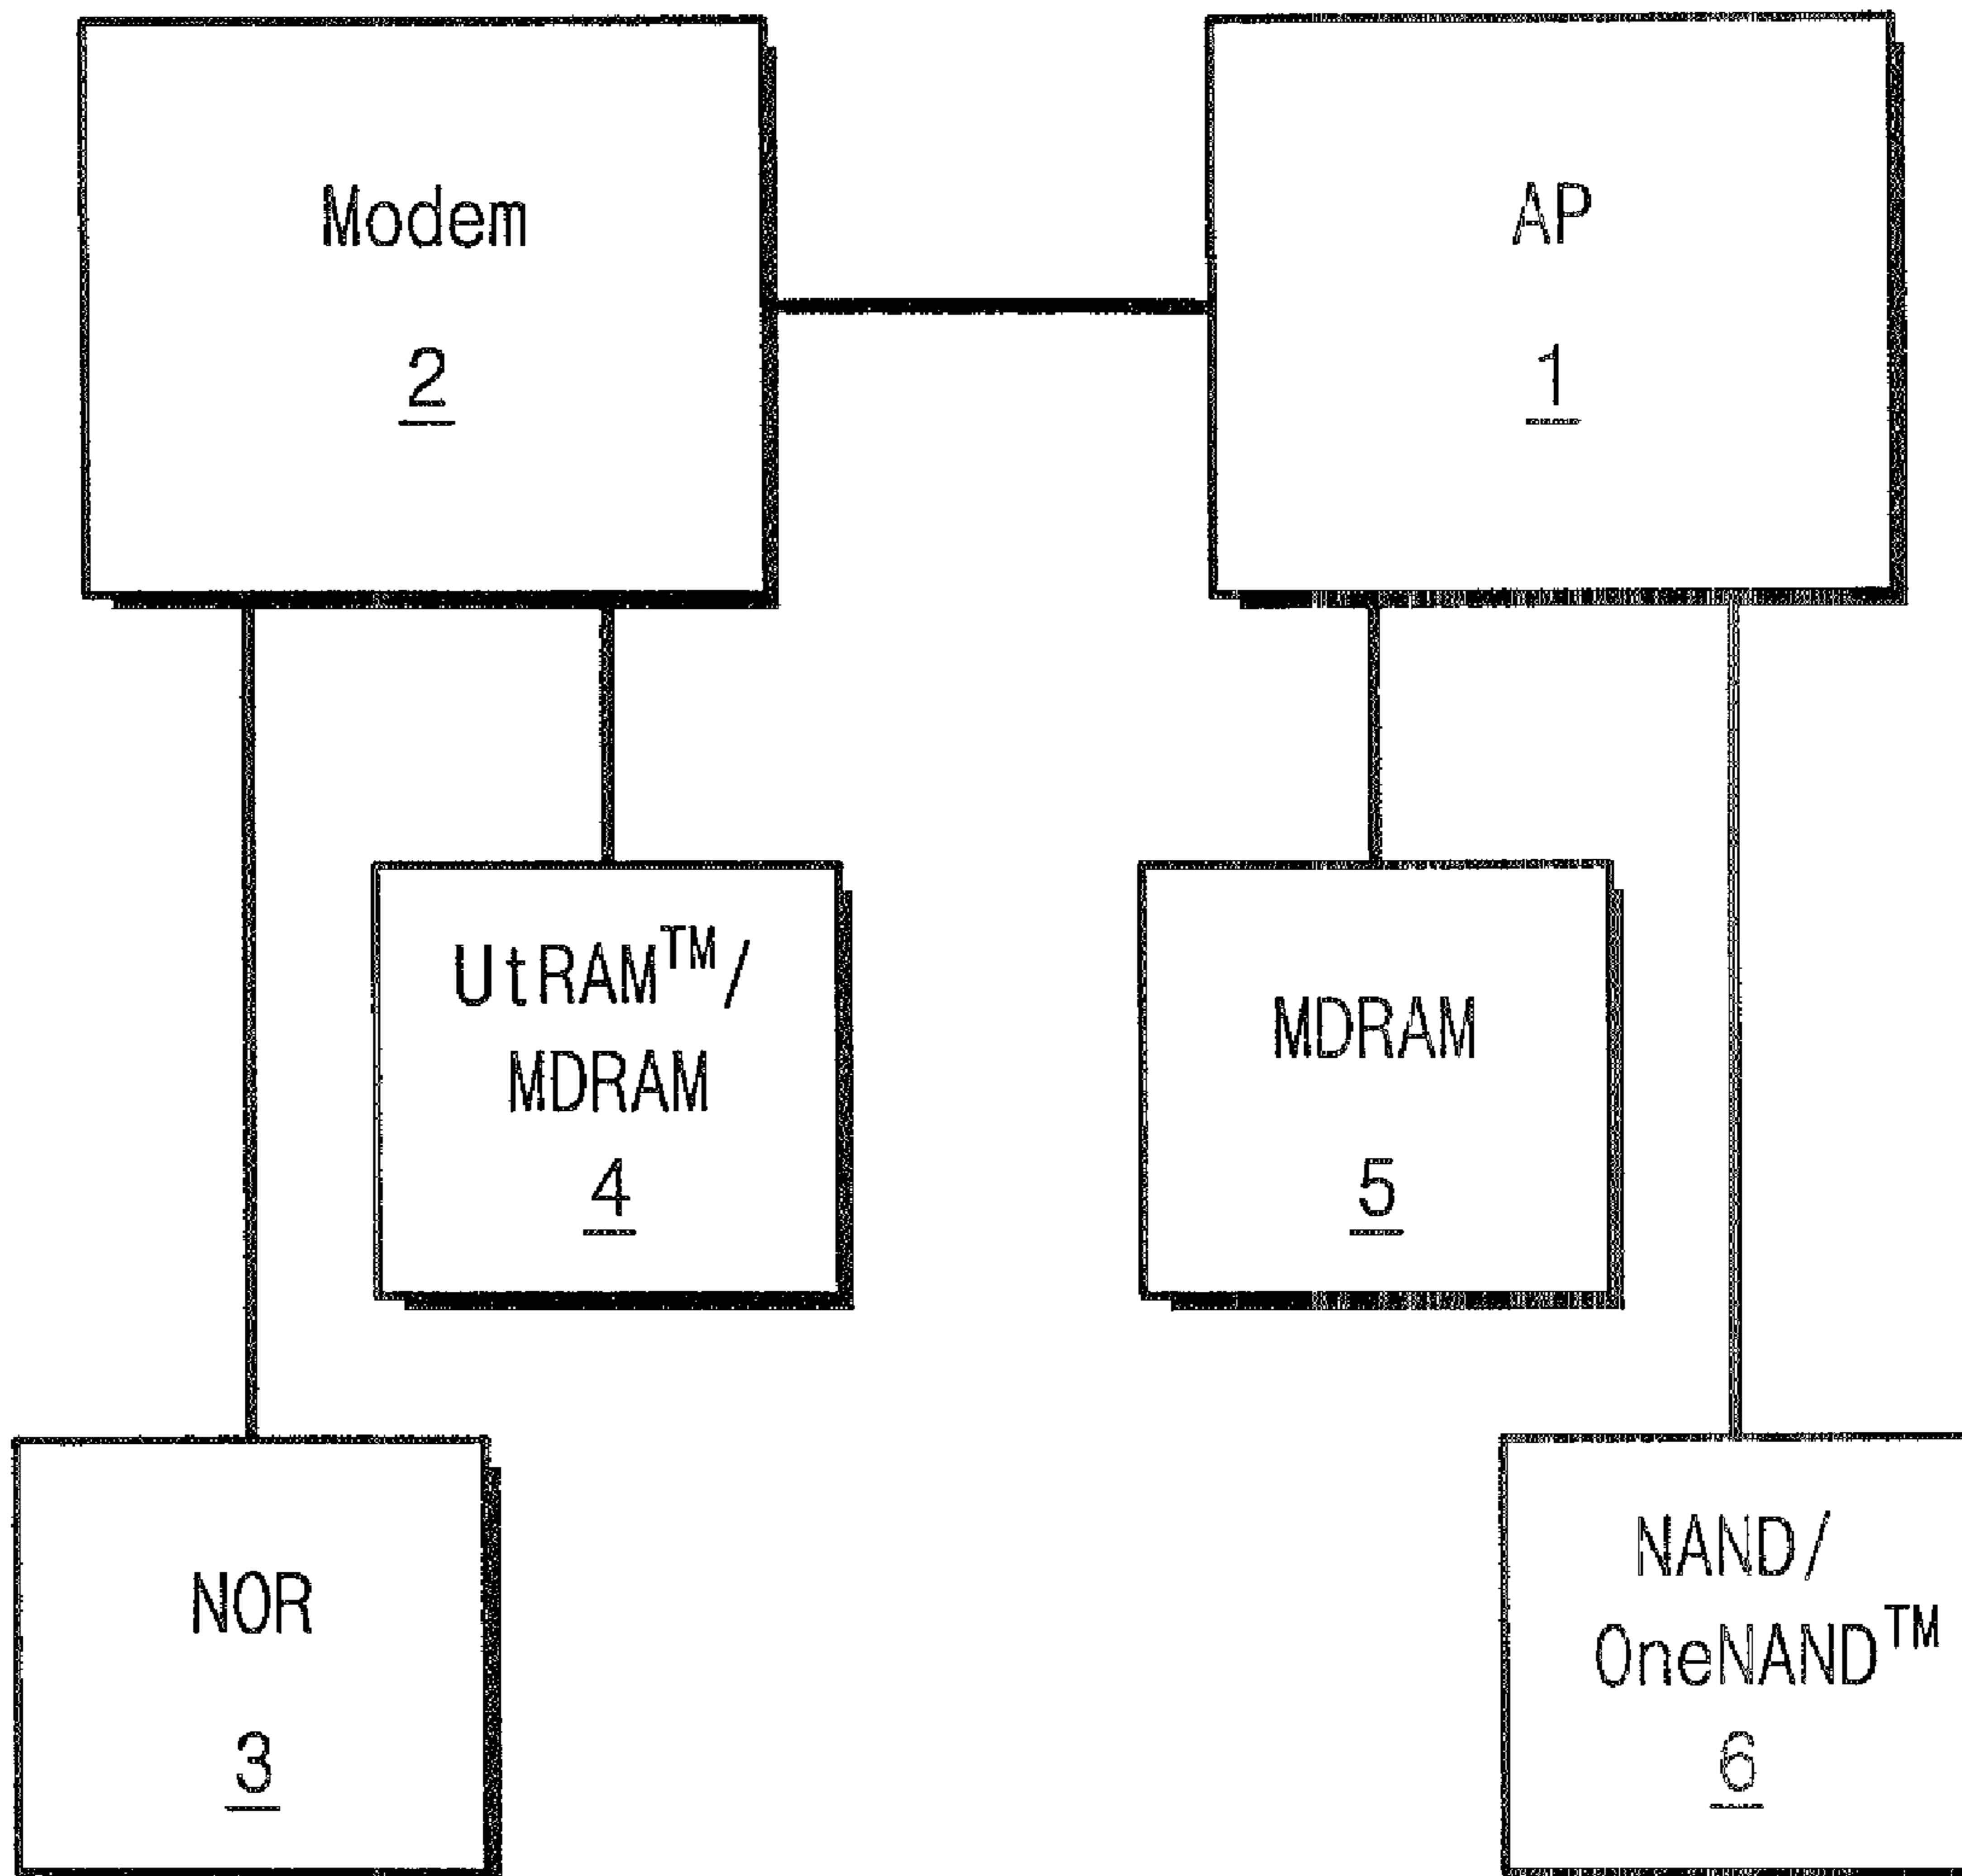 Modem
2
AP
1
UtRAM™/
MDRAM
4
MDRAM
5
NOR
3
NAND/
OneNAND™
6